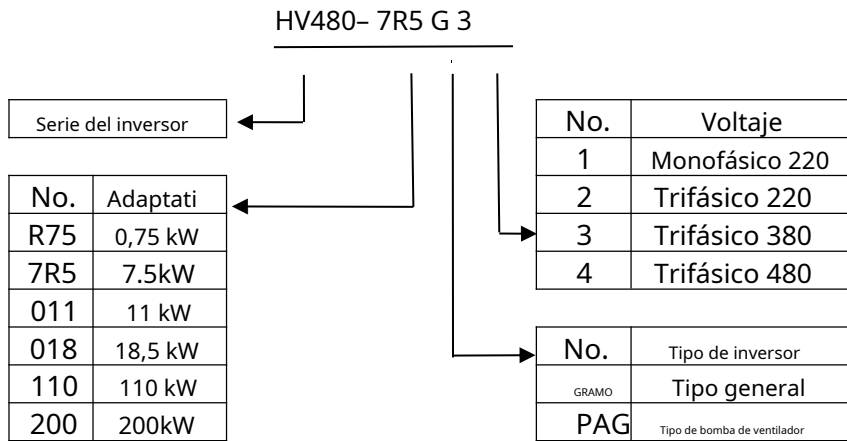 HV480– 7R5 G 3
Serie del inversor
No. Adaptati
R75 0,75 kW
7R5 7.5kW
011 11 kW
018 18,5 kW
110 110 kW
200 200kW
No. Voltaje
1 Monofásico 220
2 Trifásico 220
3 Trifásico 380
4 Trifásico 480
No. Tipo de inversor
GRAMO Tipo general
PAG Tipo de bomba de ventilador